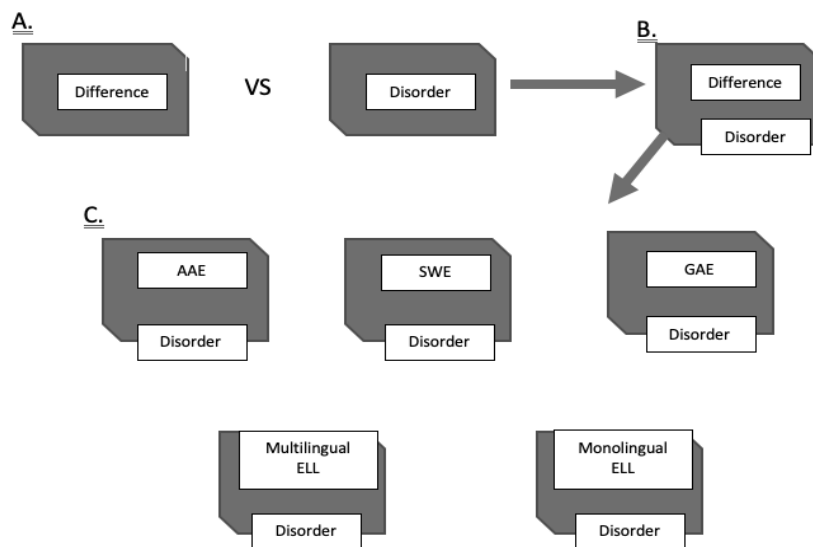 A.
Difference
VS
Disorder
B.
Difference
Disorder
C.
AAE
Disorder
SWE
Disorder
GAE
Disorder
Multilingual
ELL
Disorder
Monolingual
ELL
Disorder